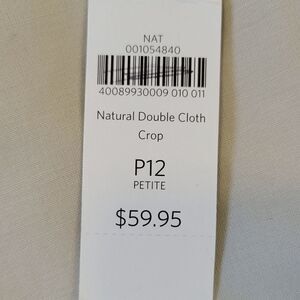 NAT
001054840
40089930009 010 011
Natural Double Cloth
Crop
P12
PETITE
$59.95